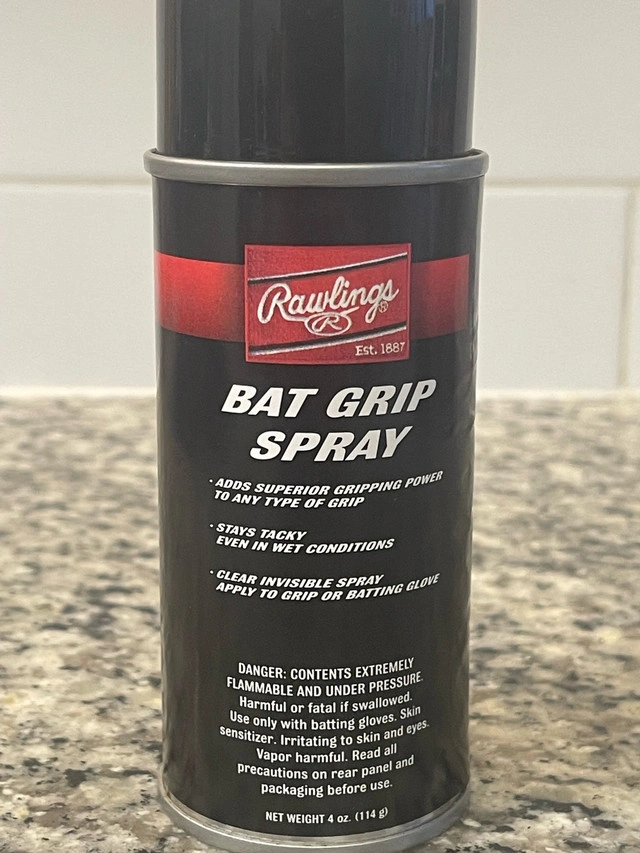 Rawlings®
R
Est. 1887
BAT GRIP
SPRAY
· ADDS SUPERIOR GRIPPING POWER
TO ANY TYPE OF GRIP
· STAYS TACKY
EVEN IN WET CONDITIONS
· CLEAR INVISIBLE SPRAY
APPLY TO GRIP OR BATTING GLOVE
DANGER: CONTENTS EXTREMELY
FLAMMABLE AND UNDER PRESSURE.
Harmful or fatal if swallowed.
Use only with batting gloves. Skin
sensitizer. Irritating to skin and eyes.
Vapor harmful. Read all
precautions on rear panel and
packaging before use.
NET WEIGHT 4 oz. (114 g)